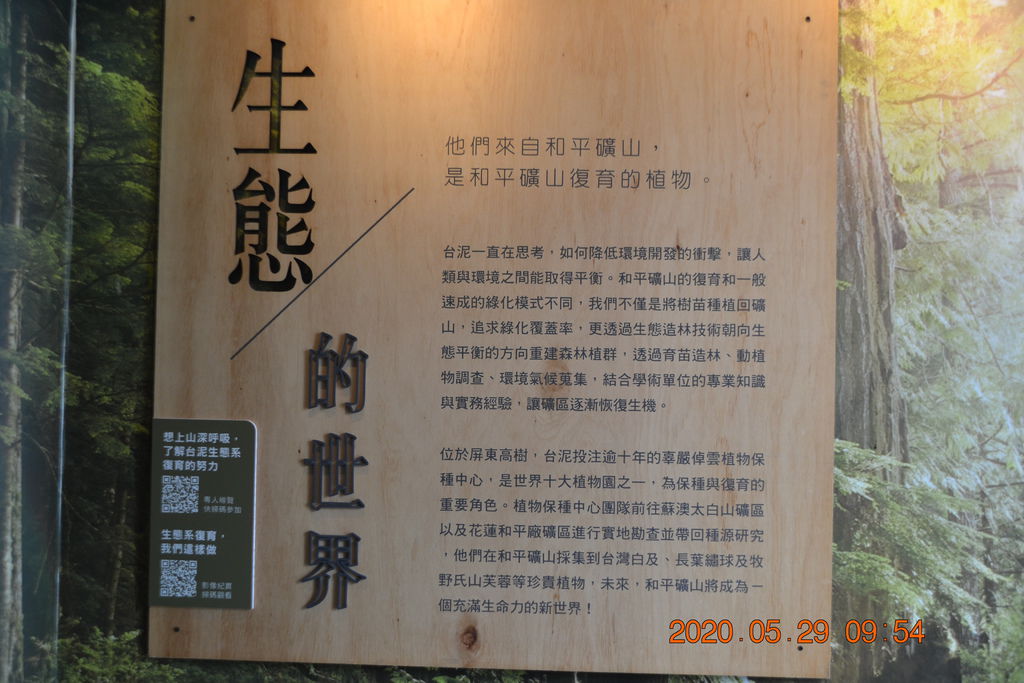 生態
的世界
他們來自和平礦山，
是和平礦山復育的植物。
台泥一直在思考，如何降低環境開發的衝擊，讓人
類與環境之間能取得平衡。和平礦山的復育和一般
速成的綠化模式不同，我們不僅是將樹苗種植回礦
山，追求綠化覆蓋率，更透過生態造林技術朝向生
態平衡的方向重建森林植群，透過育苗造林、動植
物調查、環境氣候蒐集，結合學術單位的專業知識
與實務經驗，讓礦區逐漸恢復生機。
位於屏東高樹，台泥投注逾十年的辜嚴倬雲植物保
種中心，是世界十大植物園之一，為保種與復育的
重要角色。植物保種中心團隊前往蘇澳太白山礦區
以及花蓮和平廠礦區進行實地勘查並帶回種源研究
，他們在和平礦山採集到台灣白及、長葉繡球及牧
野氏山芙蓉等珍貴植物，未來，和平礦山將成為一
個充滿生命力的新世界！
想上山深呼吸，
了解台泥生態系
復育的努力
專人導覽
快掃碼參加
生態系復育，
我們這樣做
影像紀實
掃碼觀看
2020.05.29 09:54